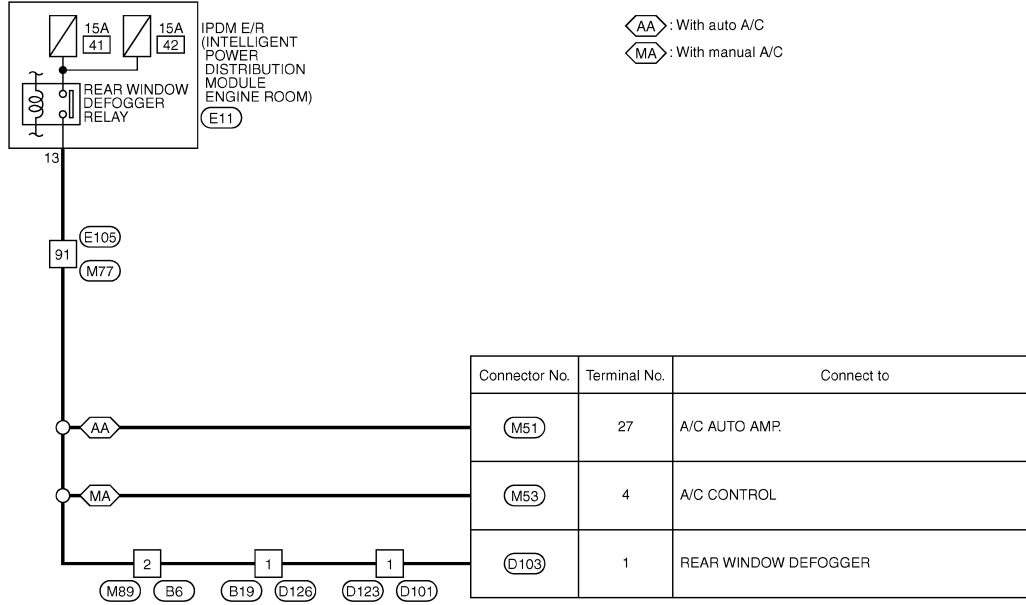 15A
41
15A
42
IPDM E/R
(INTELLIGENT
POWER
DISTRIBUTION
MODULE
ENGINE ROOM)
E11
REAR WINDOW
DEFOGGER
RELAY
AA : With auto A/C
MA : With manual A/C
13
91
E105
M77
Connector No. Terminal No. Connect to
AA
M51 27 A/C AUTO AMP.
MA
M53 4 A/C CONTROL
2 1 1
D103 1 REAR WINDOW DEFOGGER
M89 B6 B19 D126 D123 D101